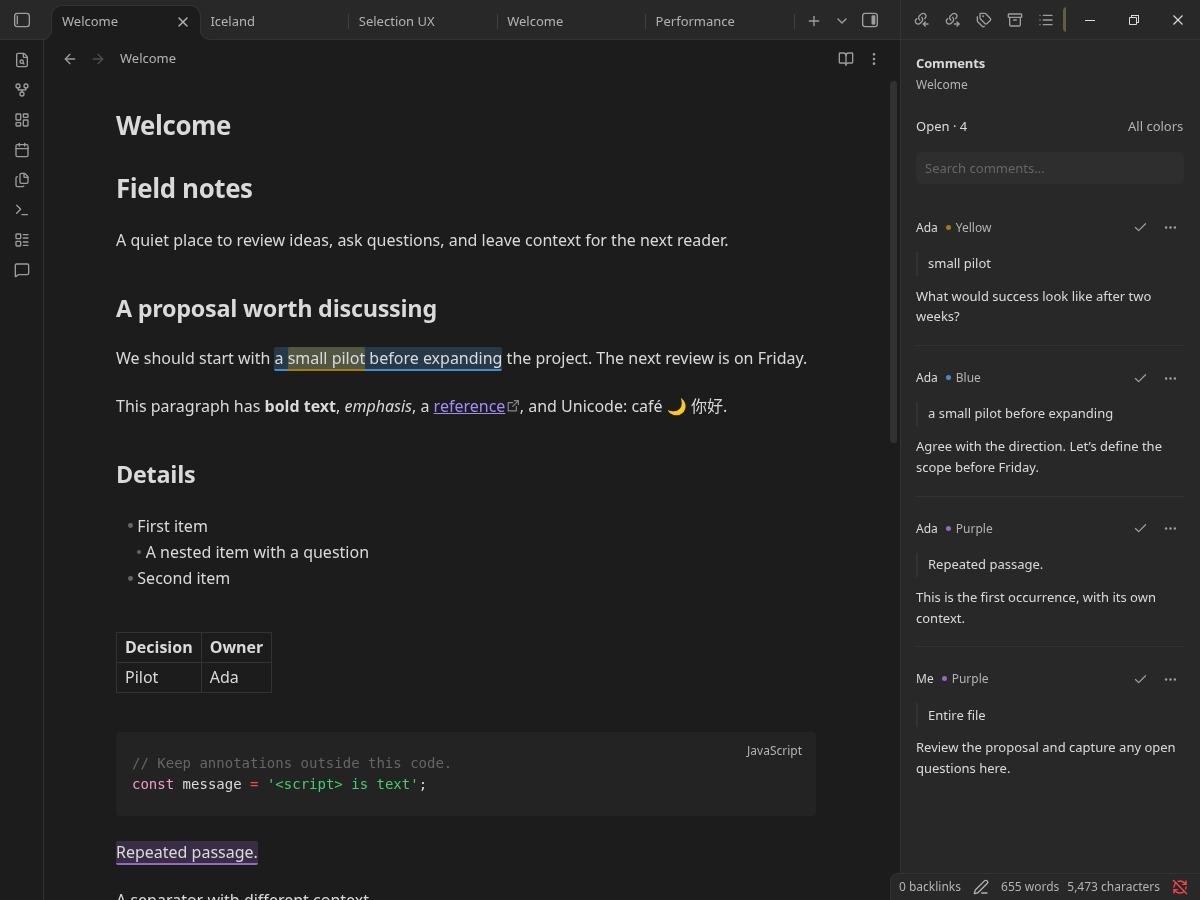 Welcome
Iceland
Selection UX
Welcome
Performance
Welcome
Welcome
Field notes
A quiet place to review ideas, ask questions, and leave context for the next reader.
A proposal worth discussing
We should start with a small pilot before expanding the project. The next review is on Friday.
This paragraph has bold text, emphasis, a reference, and Unicode: café 🌙 你好.
Details
• First item
• A nested item with a question
• Second item
Decision Owner
Pilot Ada
JavaScript
// Keep annotations outside this code.
const message = '<script> is text';
Repeated passage.
A separator with different context
Comments
Welcome
Open · 4 All colors
Search comments...
Ada • Yellow
small pilot
What would success look like after two
weeks?
Ada • Blue
a small pilot before expanding
Agree with the direction. Let’s define the
scope before Friday.
Ada • Purple
Repeated passage.
This is the first occurrence, with its own
context.
Me • Purple
Entire file
Review the proposal and capture any open
questions here.
0 backlinks 655 words 5,473 characters